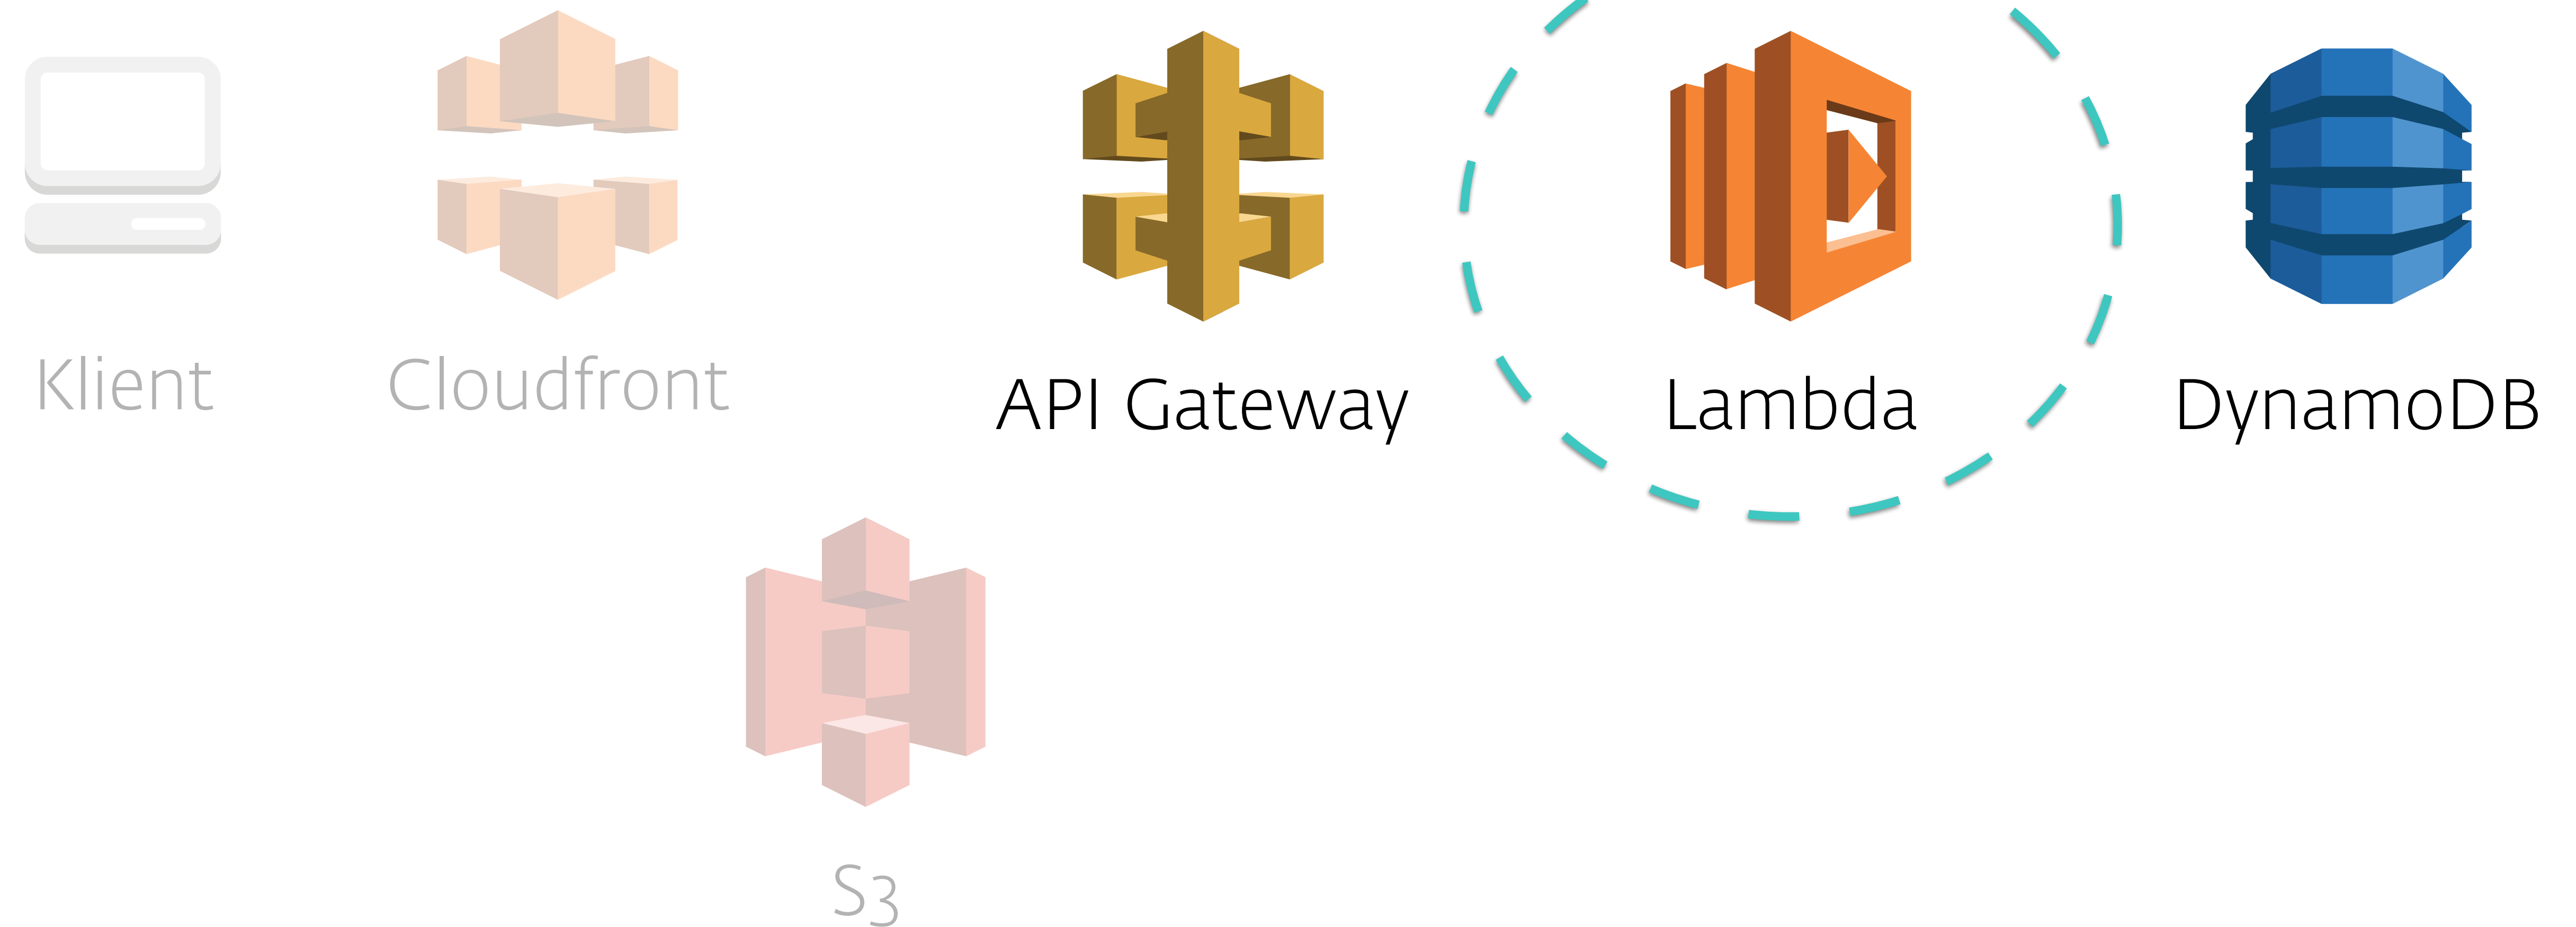 Klient
Cloudfront
API Gateway
Lambda
DynamoDB
S3